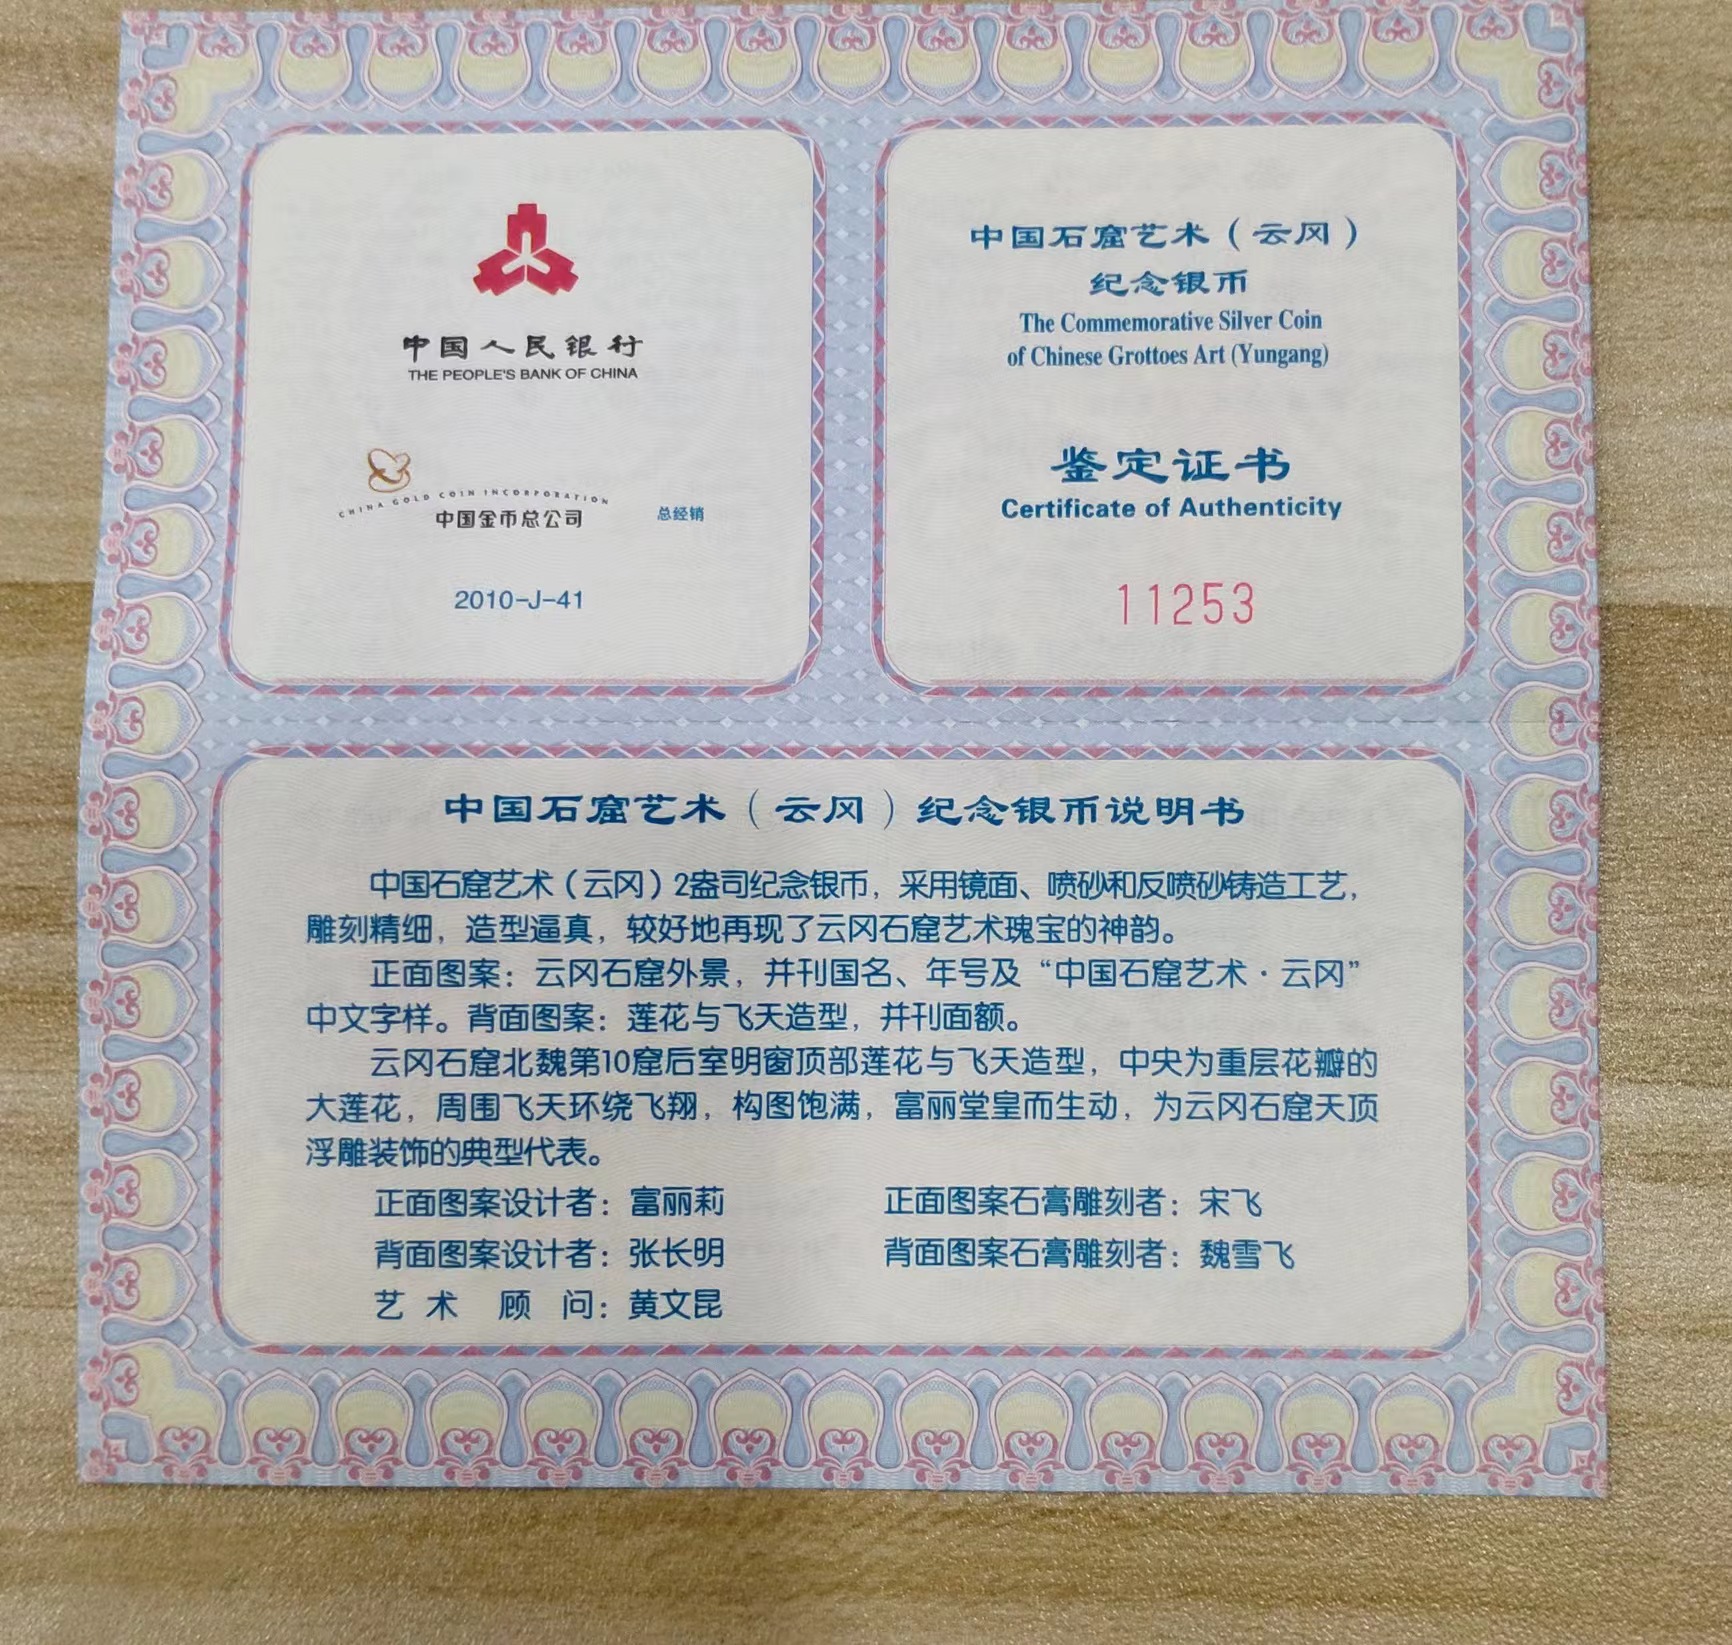 中国人民银行
THE PEOPLE'S BANK OF CHINA
CHINA GOLD COIN INCORPORATION
中国金币总公司 总经销
2010-J-41
中国石窟艺术（云冈）
纪念银币
The Commemorative Silver Coin
of Chinese Grottoes Art (Yungang)
鉴定证书
Certificate of Authenticity
11253
中国石窟艺术（云冈）纪念银币说明书
中国石窟艺术（云冈）2盎司纪念银币，采用镜面、喷砂和反喷砂铸造工艺，
雕刻精细，造型逼真，较好地再现了云冈石窟艺术瑰宝的神韵。
正面图案：云冈石窟外景，并刊国名、年号及“中国石窟艺术·云冈”
中文字样。背面图案：莲花与飞天造型，并刊面额。
云冈石窟北魏第10窟后室明窗顶部莲花与飞天造型，中央为重层花瓣的
大莲花，周围飞天环绕飞翔，构图饱满，富丽堂皇而生动，为云冈石窟天顶
浮雕装饰的典型代表。
正面图案设计者：富丽莉 正面图案石膏雕刻者：宋飞
背面图案设计者：张长明 背面图案石膏雕刻者：魏雪飞
艺术顾问：黄文昆